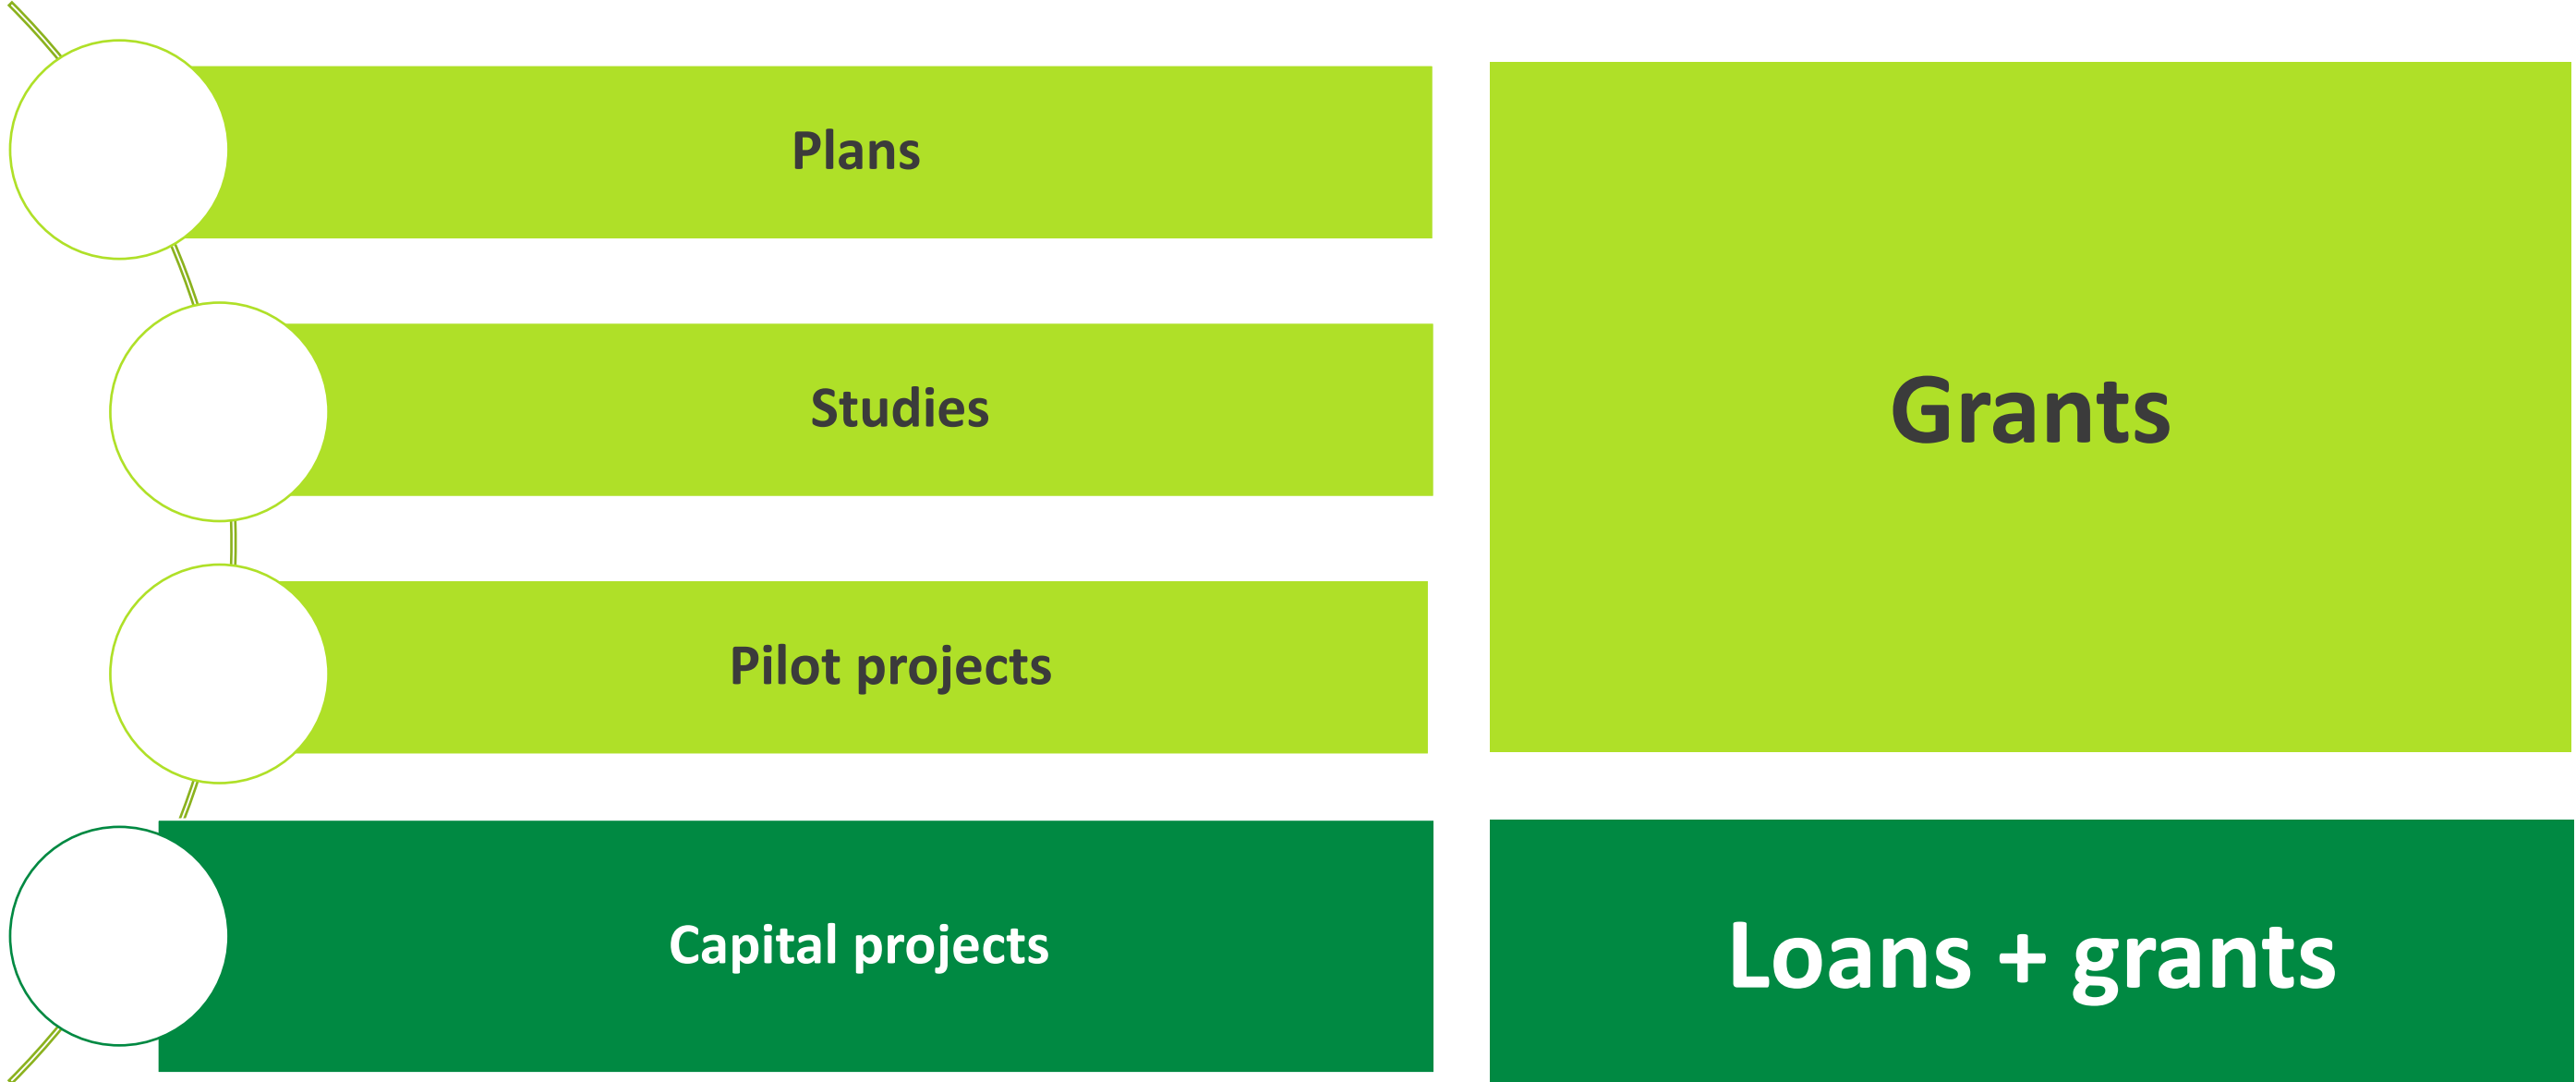 Plans
Studies
Pilot projects
Grants
Capital projects
Loans + grants